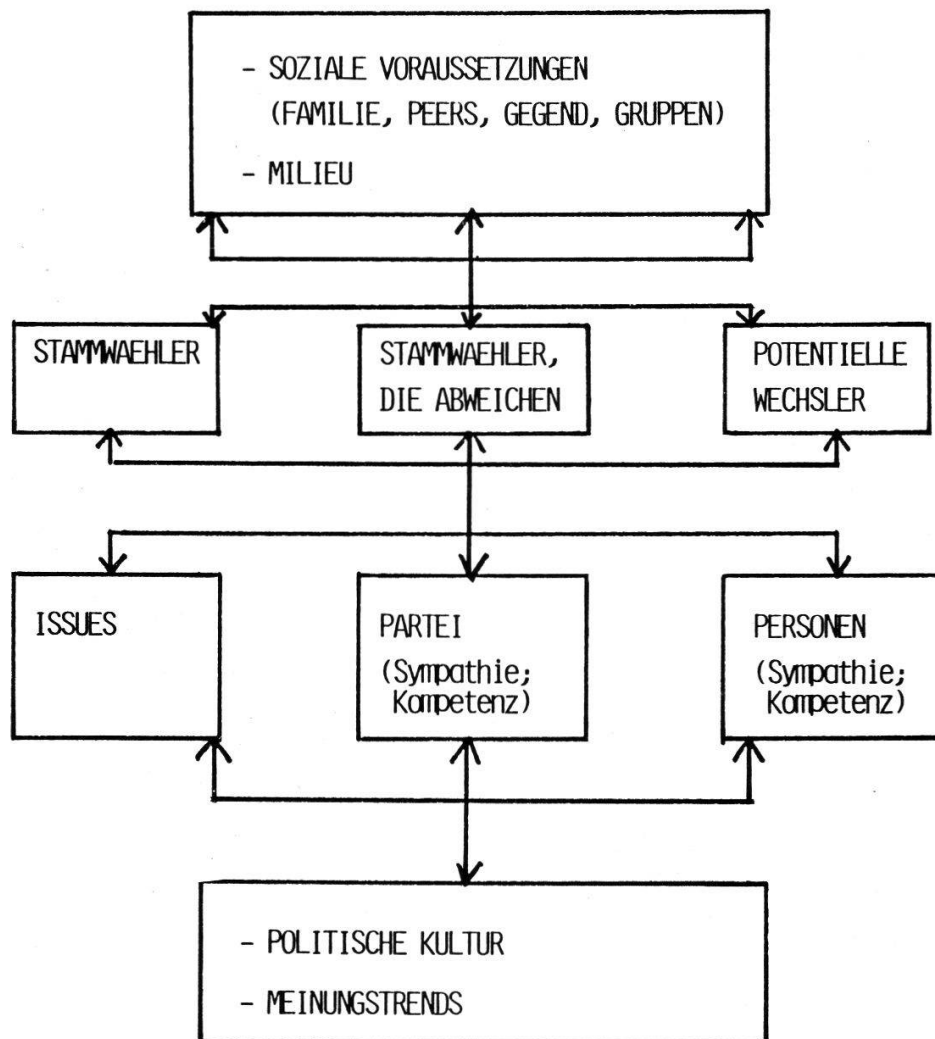 - SOZIALE VORAUSSETZUNGEN
(FAMILIE, PEERS, GEGEND, GRUPPEN)
- MILIEU
STAMMWAEHLER
STAMMWAEHLER,
DIE ABWEICHEN
POTENTIELLE
WECHSLER
ISSUES
PARTEI
(Sympathie;
Kompetenz)
PERSONEN
(Sympathie;
Kompetenz)
- POLITISCHE KULTUR
- MEINUNGSTRENDS